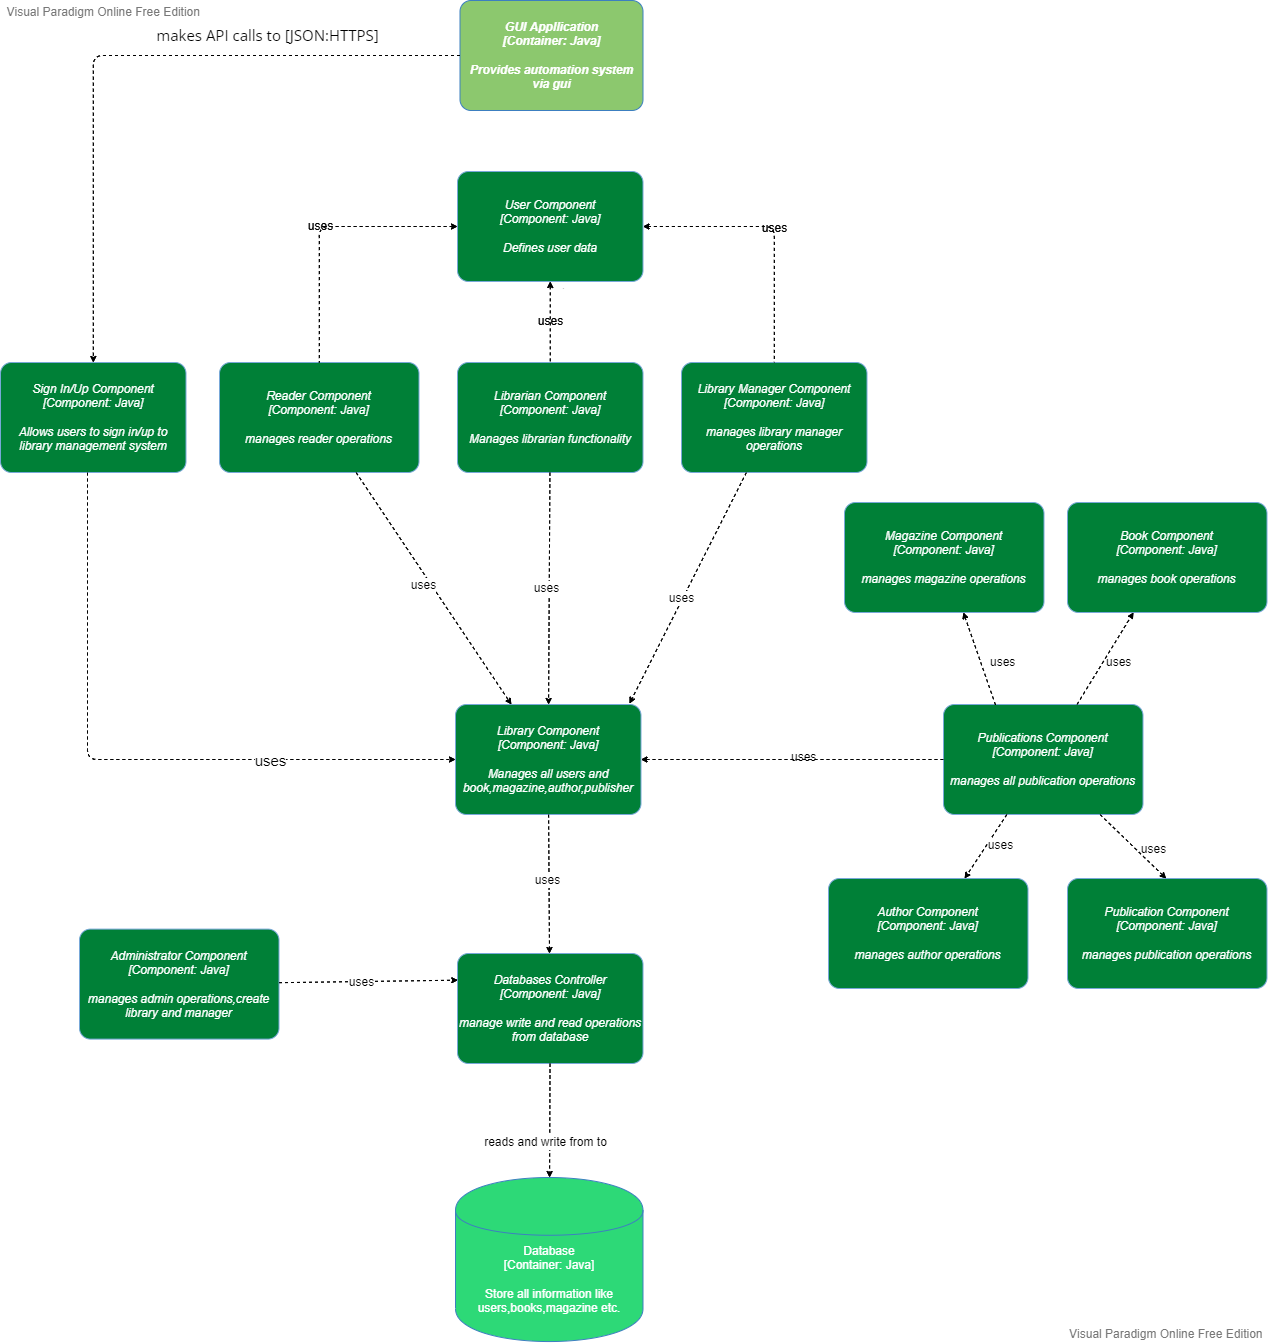 Visual Paradigm Online Free Edition
GUI Appllication
[Container: Java]
Provides automation system
via gui
makes API calls to [JSON:HTTPS]
User Component
[Component: Java]
Defines user data
uses
uses
uses
Sign In/Up Component
[Component: Java]
Allows users to sign in/up to
library management system
Reader Component
[Component: Java]
manages reader operations
Librarian Component
[Component: Java]
Manages librarian functionality
Library Manager Component
[Component: Java]
manages library manager
operations
Magazine Component
[Component: Java]
manages magazine operations
Book Component
[Component: Java]
manages book operations
uses
uses
uses
uses
uses
Library Component
[Component: Java]
Manages all users and
book,magazine,author,publisher
Publications Component
[Component: Java]
manages all publication operations
uses
uses
uses
uses
uses
Author Component
[Component: Java]
manages author operations
Publication Component
[Component: Java]
manages publication operations
Administrator Component
[Component: Java]
manages admin operations,create
library and manager
uses
Databases Controller
[Component: Java]
manage write and read operations
from database
reads and write from to
Database
[Container: Java]
Store all information like
users,books,magazine etc.
Visual Paradigm Online Free Edition